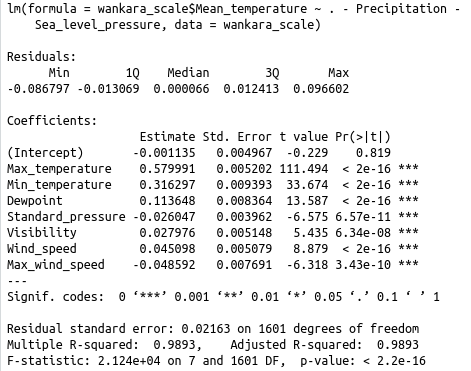 lm(formula = wankara_scale$Mean_temperature ~ . - Precipitation -
    Sea_level_pressure, data = wankara_scale)

Residuals:
      Min        1Q    Median        3Q       Max
-0.086797 -0.013069  0.000066  0.012413  0.096602

Coefficients:
                   Estimate Std. Error t value Pr(>|t|)
(Intercept)       -0.001135   0.004967  -0.229    0.819
Max_temperature    0.579991   0.005202 111.494  < 2e-16 ***
Min_temperature    0.316297   0.009393  33.674  < 2e-16 ***
Dewpoint           0.113648   0.008364  13.587  < 2e-16 ***
Standard_pressure -0.026047   0.003962  -6.575 6.57e-11 ***
Visibility         0.027976   0.005148   5.435 6.34e-08 ***
Wind_speed         0.045098   0.005079   8.879  < 2e-16 ***
Max_wind_speed    -0.048592   0.007691  -6.318 3.43e-10 ***
---
Signif. codes:  0 ‘***’ 0.001 ‘**’ 0.01 ‘*’ 0.05 ‘.’ 0.1 ‘ ’ 1

Residual standard error: 0.02163 on 1601 degrees of freedom
Multiple R-squared:  0.9893,    Adjusted R-squared:  0.9893
F-statistic: 2.124e+04 on 7 and 1601 DF,  p-value: < 2.2e-16